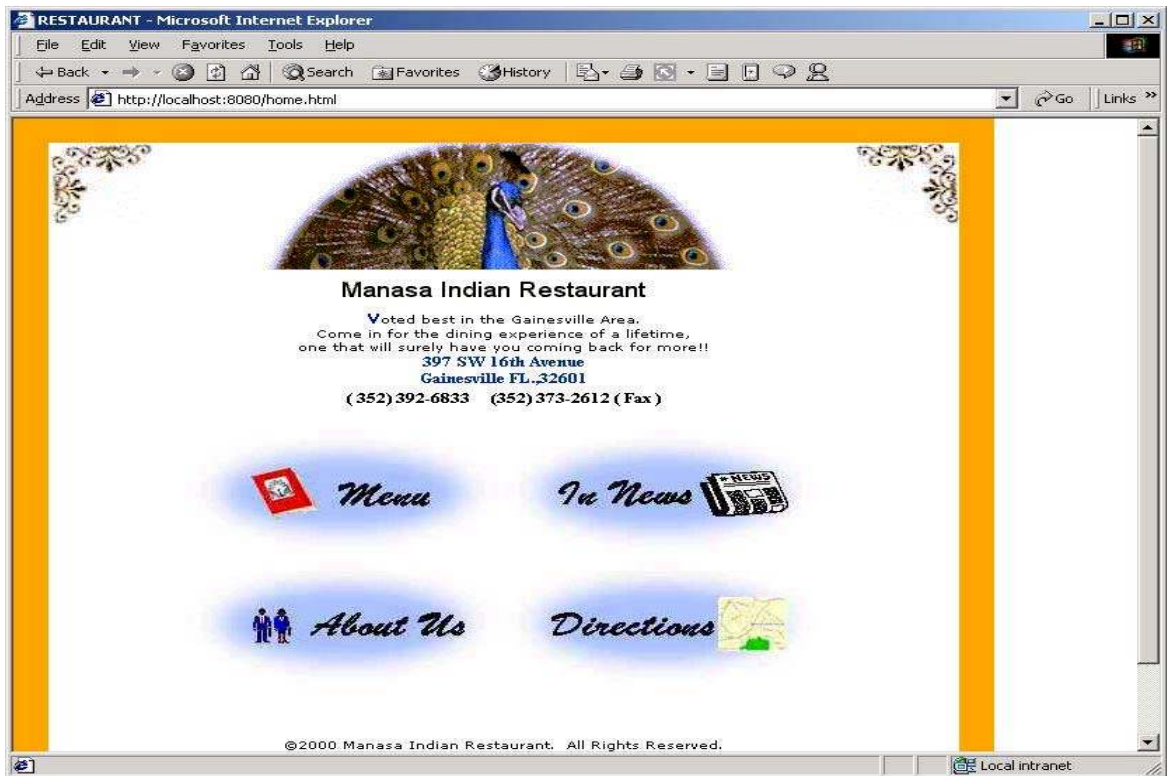 RESTAURANT - Microsoft Internet Explorer
File Edit View Favorites Tools Help
Back Search Favorites History
Address http://localhost:8080/home.html Go Links »
Manasa Indian Restaurant
Voted best in the Gainesville Area.
Come in for the dining experience of a lifetime,
one that will surely have you coming back for more!!
397 SW 16th Avenue
Gainesville FL.,32601
( 352) 392-6833 (352) 373-2612 ( Fax )
Menu In News NEWS
About Us Directions
©2000 Manasa Indian Restaurant. All Rights Reserved.
Local intranet